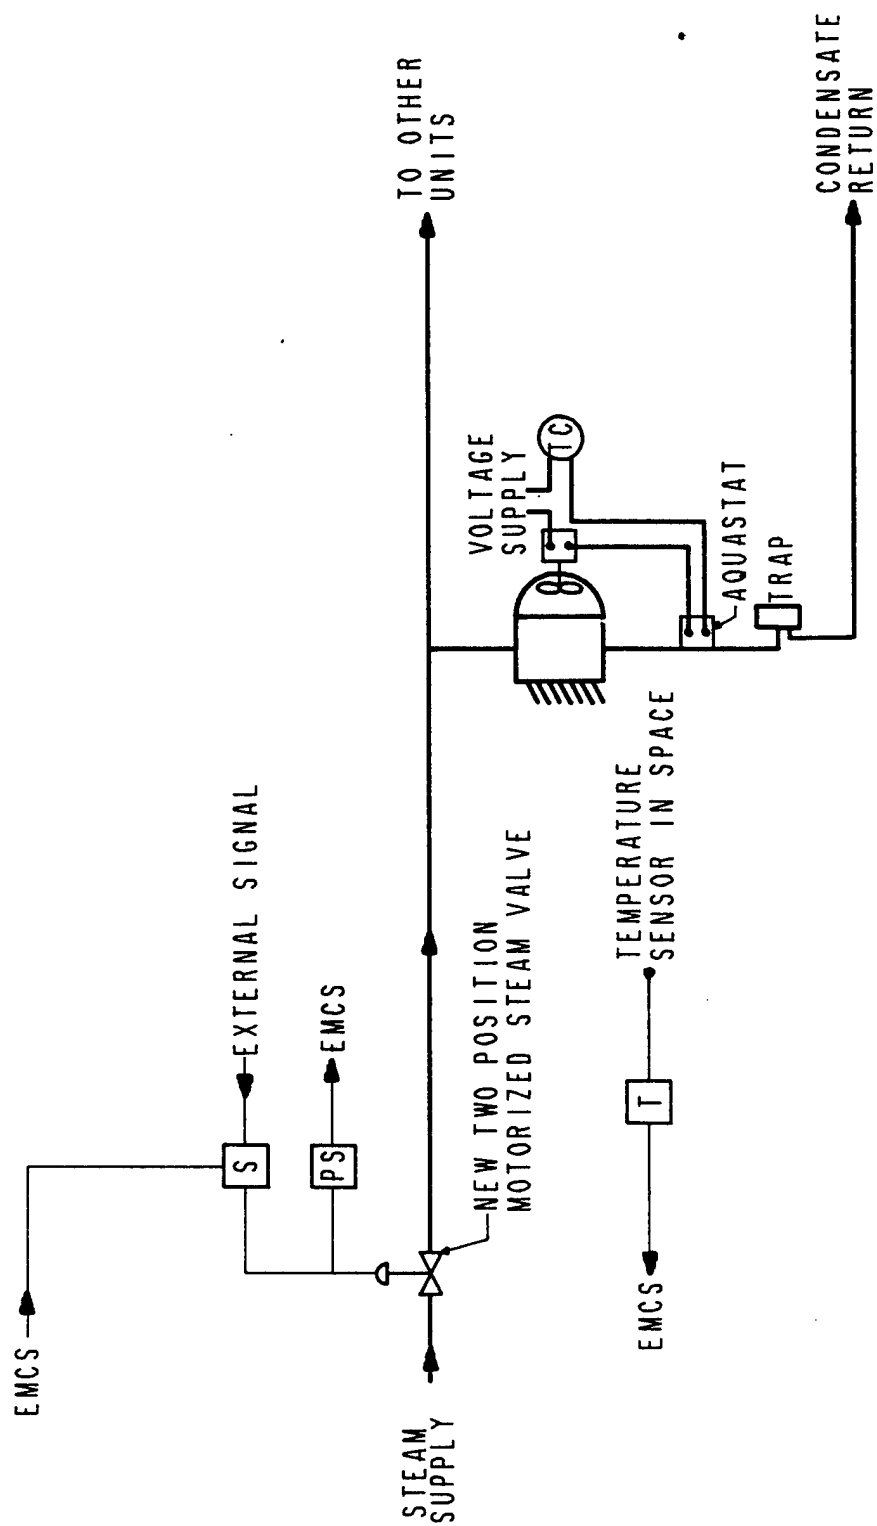 EMCS
S
EXTERNAL SIGNAL
PS
EMCS
STEAM
SUPPLY
NEW TWO POSITION
MOTORIZED STEAM VALVE
TO OTHER
UNITS
VOLTAGE
SUPPLY
TC
AQUASTAT
TRAP
EMCS
T
TEMPERATURE
SENSOR IN SPACE
CONDENSATE
RETURN